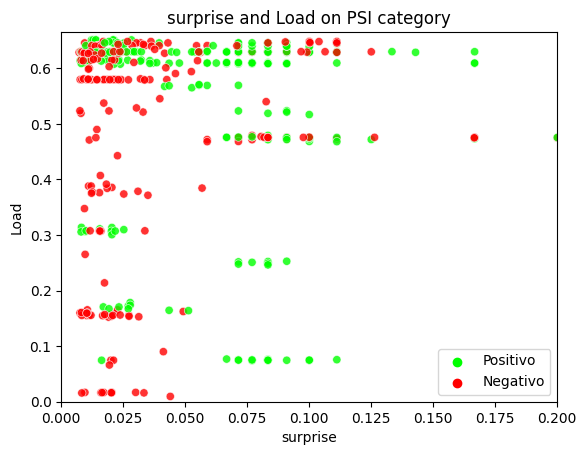 surprise and Load on PSI category
Load
0.6
0.5
0.4
0.3
0.2
0.1
0.0
0.000 0.025 0.050 0.075 0.100 0.125 0.150 0.175 0.200
surprise
Positivo
Negativo